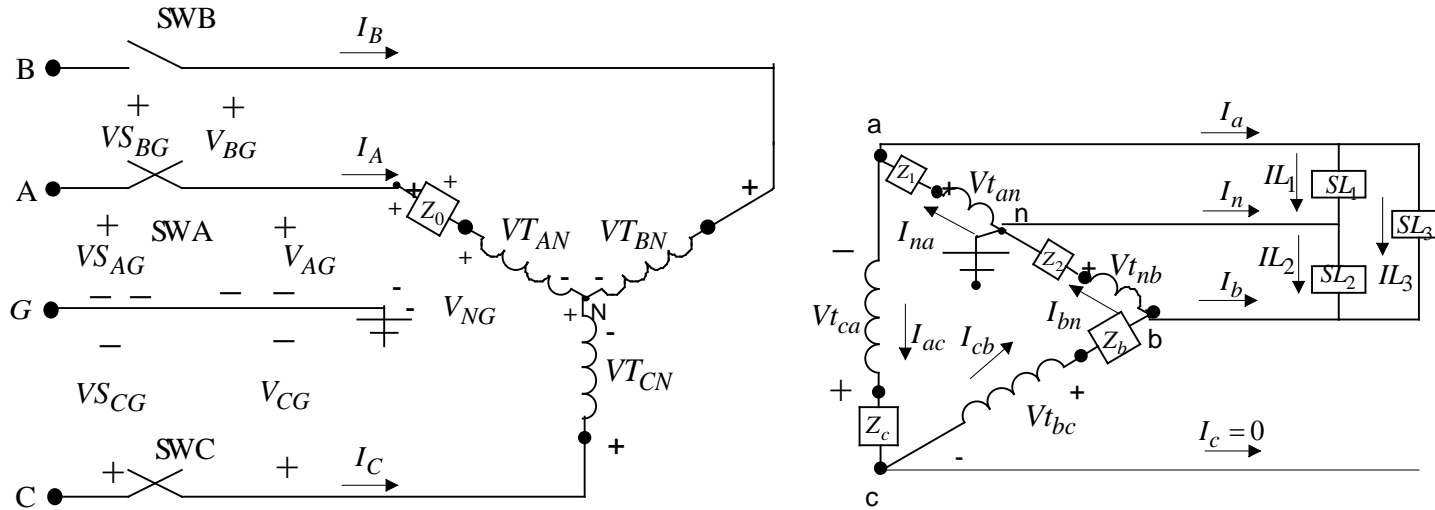 SWB
I_B
B
+ +
VS_BG V_BG
I_A
A
+ + + +
Z_0
+
VT_AN VT_BN
+ SWA + +
VS_AG V_AG
- - - - -
G
- -
V_NG + N -
- -
VT_CN
VS_CG V_CG
SWC
+ + +
I_C
C
a
I_a
Z_1 + Vt_an
IL_1 SL_1
n
I_n
I_na
SL_3
- Z_2 + Vt_nb
IL_2 SL_2 IL_3
I_b
Vt_ca
I_bn
I_ac I_cb Z_b b
+ +
Vt_bc
Z_c
I_c = 0
-
c